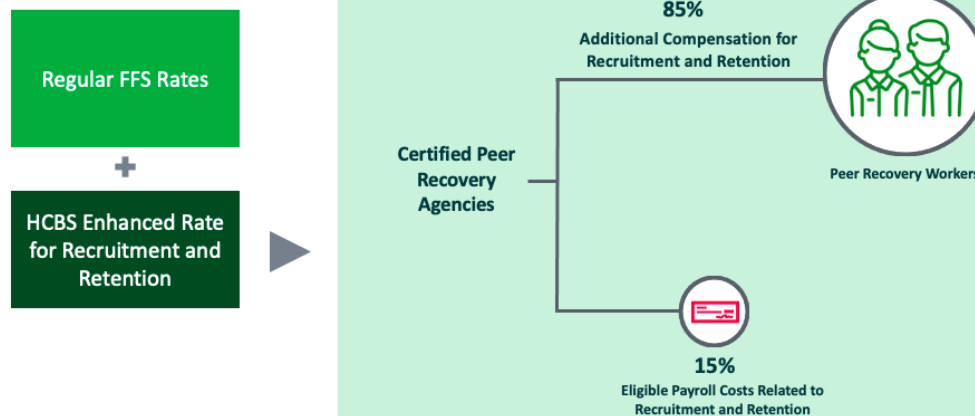 Regular FFS Rates
HCBS Enhanced Rate
for Recruitment and
Retention
85%
Additional Compensation for
Recruitment and Retention
Certified Peer
Recovery
Agencies
Peer Recovery Workers
15%
Eligible Payroll Costs Related to
Recruitment and Retention